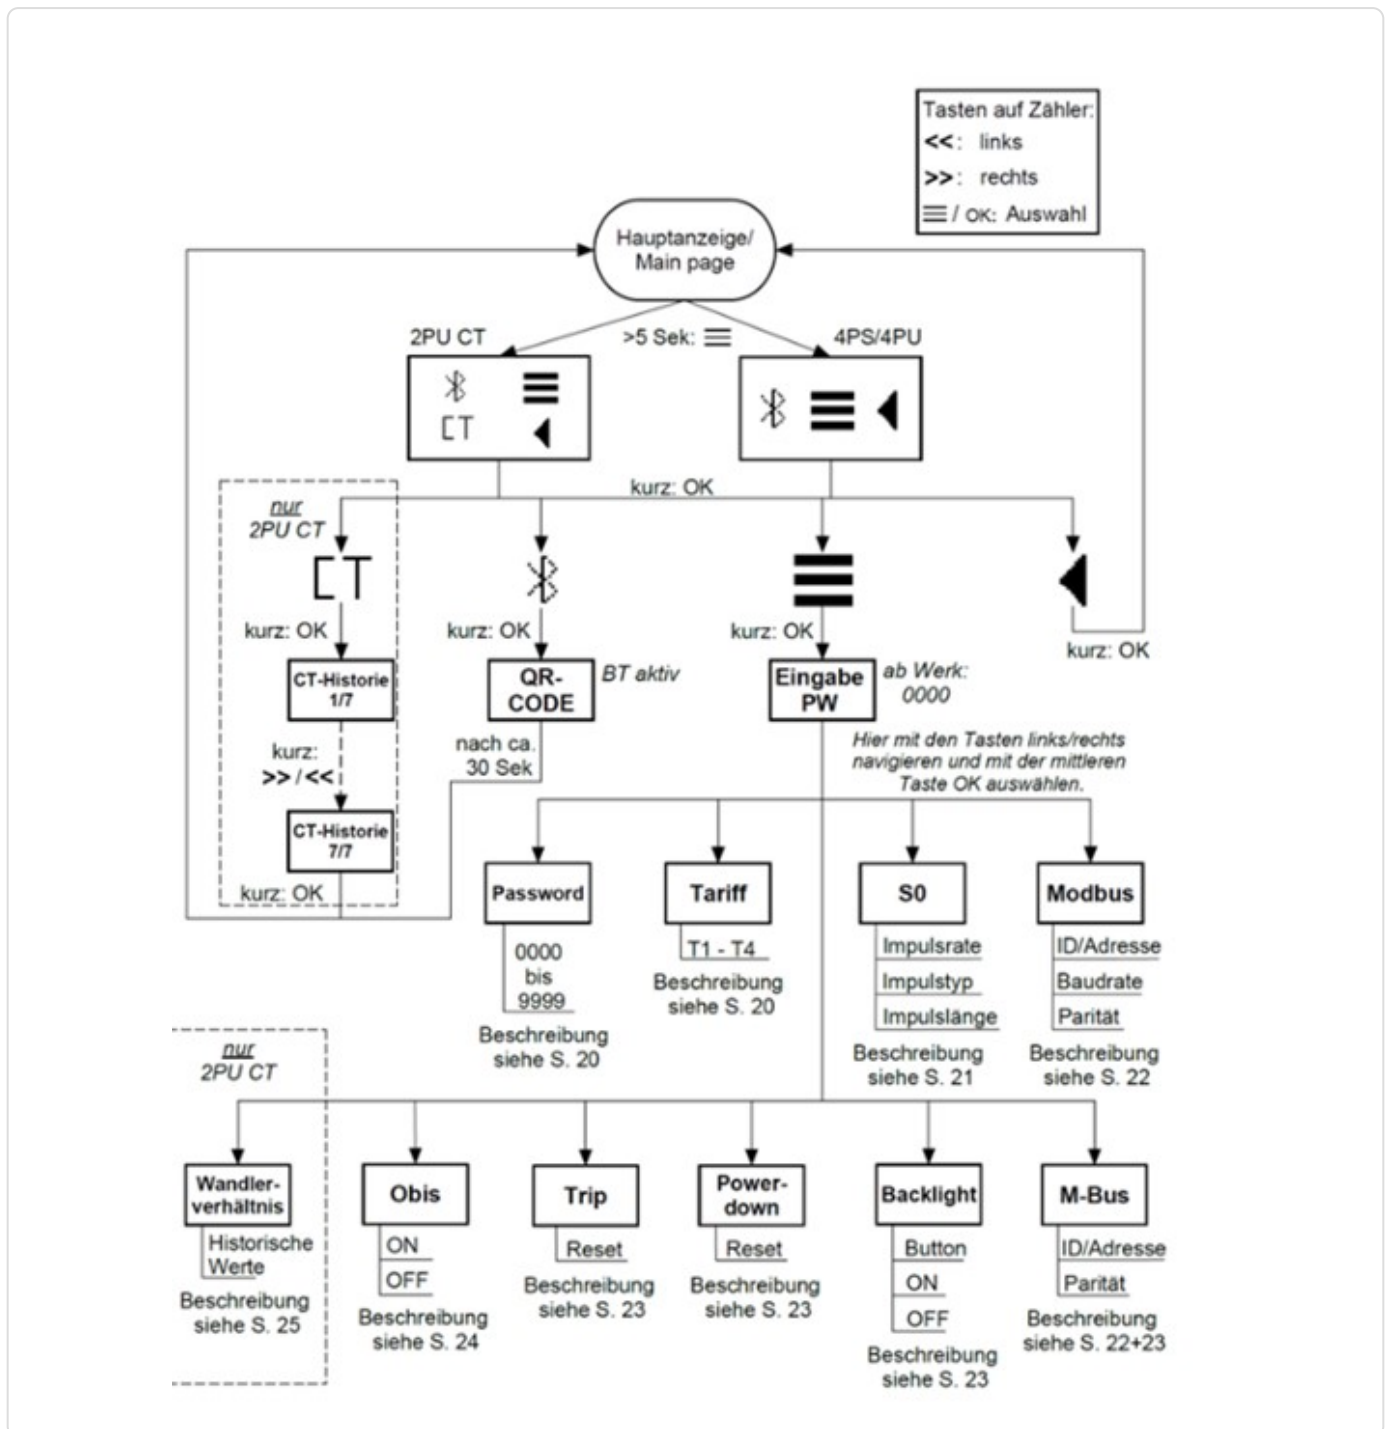 Tasten auf Zähler:
<<: links
>>: rechts
☰ / OK: Auswahl
Hauptanzeige/
Main page
2PU CT
>5 Sek: ☰
4PS/4PU
CT
kurz: OK
nur
2PU CT
CT
kurz: OK
kurz: OK
kurz: OK
kurz: OK
CT-Historie
1/7
QR-
CODE
BT aktiv
Eingabe
PW
ab Werk:
0000
kurz:
>> / <<
nach ca.
30 Sek
Hier mit den Tasten links/rechts
navigieren und mit der mittleren
Taste OK auswählen.
CT-Historie
7/7
kurz: OK
Password
0000
bis
9999
Beschreibung
siehe S. 20
Tariff
T1 - T4
Beschreibung
siehe S. 20
S0
Impulsrate
Impulstyp
Impulslänge
Beschreibung
siehe S. 21
Modbus
ID/Adresse
Baudrate
Parität
Beschreibung
siehe S. 22
nur
2PU CT
Wandler-
verhältnis
Historische
Werte
Beschreibung
siehe S. 25
Obis
ON
OFF
Beschreibung
siehe S. 24
Trip
Reset
Beschreibung
siehe S. 23
Power-
down
Reset
Beschreibung
siehe S. 23
Backlight
Button
ON
OFF
Beschreibung
siehe S. 23
M-Bus
ID/Adresse
Parität
Beschreibung
siehe S. 22+23